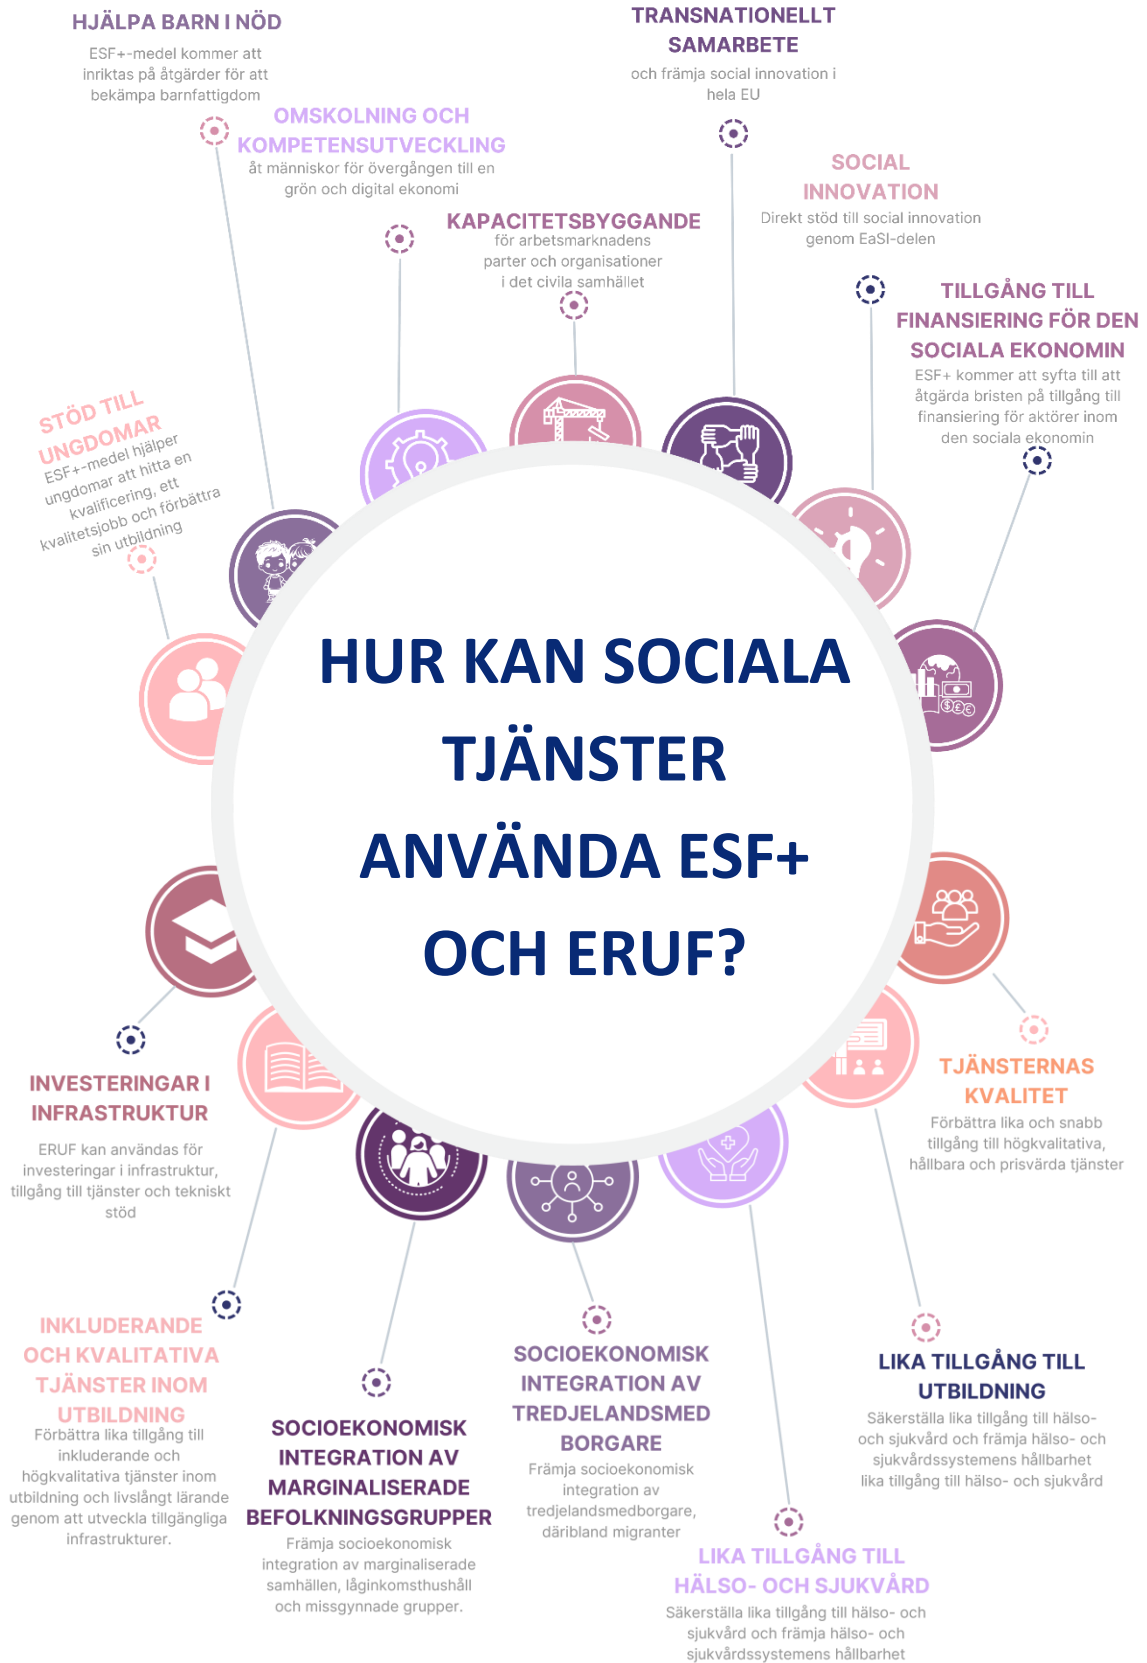 HJÄLPA BARN I NÖD
ESF+-medel kommer att
inriktas på åtgärder för att
bekämpa barnfattigdom
TRANSNATIONELLT
SAMARBETE
och främja social innovation i
hela EU
OMSKOLNING OCH
KOMPETENSUTVECKLING
åt människor för övergången till en
grön och digital ekonomi
SOCIAL
INNOVATION
Direkt stöd till social innovation
genom EaSI-delen
KAPACITETSBYGGANDE
för arbetsmarknadens
parter och organisationer
i det civila samhället
TILLGÅNG TILL
FINANSIERING FÖR DEN
SOCIALA EKONOMIN
ESF+ kommer att syfta till att
åtgärda bristen på tillgång till
finansiering för aktörer inom
den sociala ekonomin
STÖD TILL
UNGDOMAR
ESF+-medel hjälper
ungdomar att hitta en
kvalificering, ett
kvalitetsjobb och förbättra
sin utbildning
HUR KAN SOCIALA
TJÄNSTER
ANVÄNDA ESF+
OCH ERUF?
$££
INVESTERINGAR I
INFRASTRUKTUR
ERUF kan användas för
investeringar i infrastruktur,
tillgång till tjänster och tekniskt
stöd
TJÄNSTERNAS
KVALITET
Förbättra lika och snabb
tillgång till högkvalitativa,
hållbara och prisvärda tjänster
INKLUDERANDE
OCH KVALITATIVA
TJÄNSTER INOM
UTBILDNING
Förbättra lika tillgång till
inkluderande och
högkvalitativa tjänster inom
utbildning och livslångt lärande
genom att utveckla tillgängliga
infrastrukturer.
SOCIOEKONOMISK
INTEGRATION AV
MARGINALISERADE
BEFOLKNINGSGRUPPER
Främja socioekonomisk
integration av marginaliserade
samhällen, låginkomsthushåll
och missgynnade grupper.
SOCIOEKONOMISK
INTEGRATION AV
TREDJELANDSMED
BORGARE
Främja socioekonomisk
integration av
tredjelandsmedborgare,
däribland migranter
LIKA TILLGÅNG TILL
HÄLSO- OCH SJUKVÅRD
Säkerställa lika tillgång till hälso- och
sjukvård och främja hälso- och
sjukvårdssystemens hållbarhet
LIKA TILLGÅNG TILL
UTBILDNING
Säkerställa lika tillgång till hälso-
och sjukvård och främja hälso- och
sjukvårdssystemens hållbarhet
lika tillgång till hälso- och sjukvård